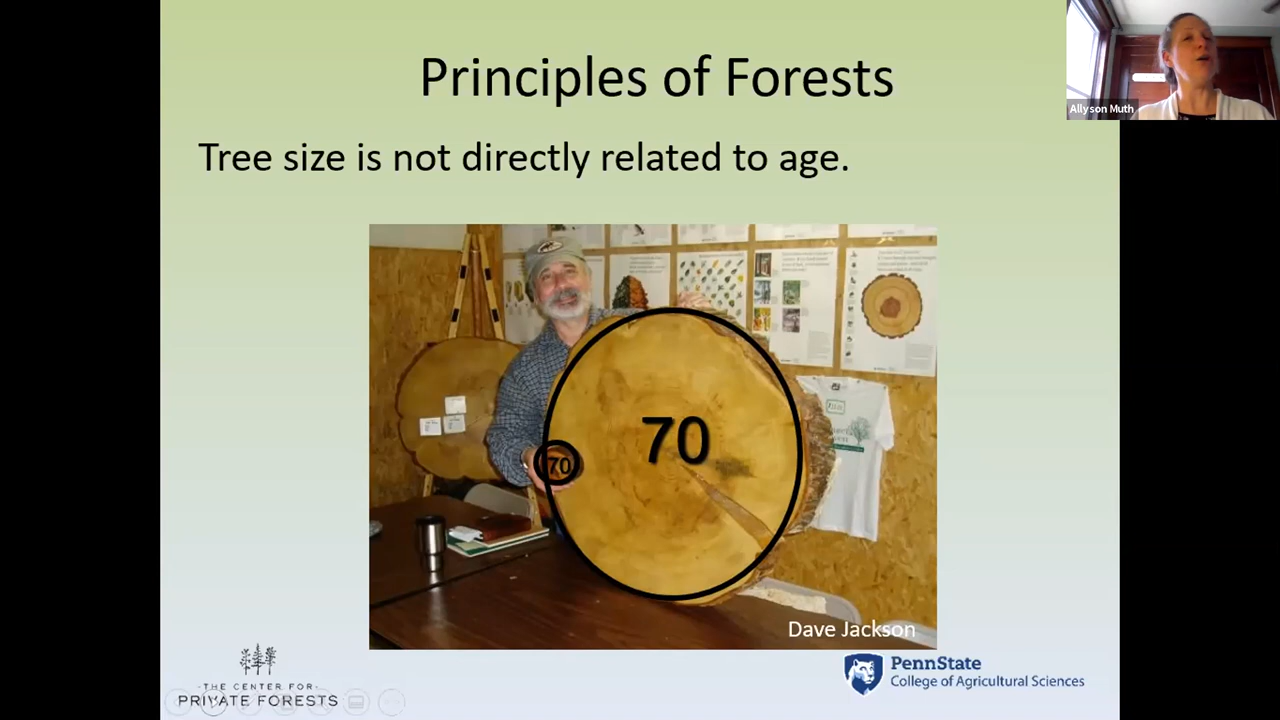 Principles of Forests
Allyson Muth
Tree size is not directly related to age.
70
70
Dave Jackson
THE CENTER FOR
PRIVATE FORESTS
PennState
College of Agricultural Sciences